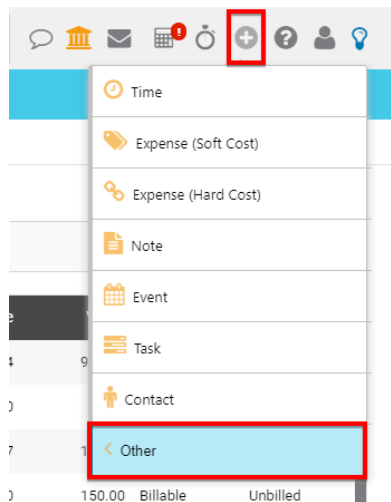 Time
Expense (Soft Cost)
Expense (Hard Cost)
Note
Event
Task
Contact
Other
150.00 Billable Unbilled